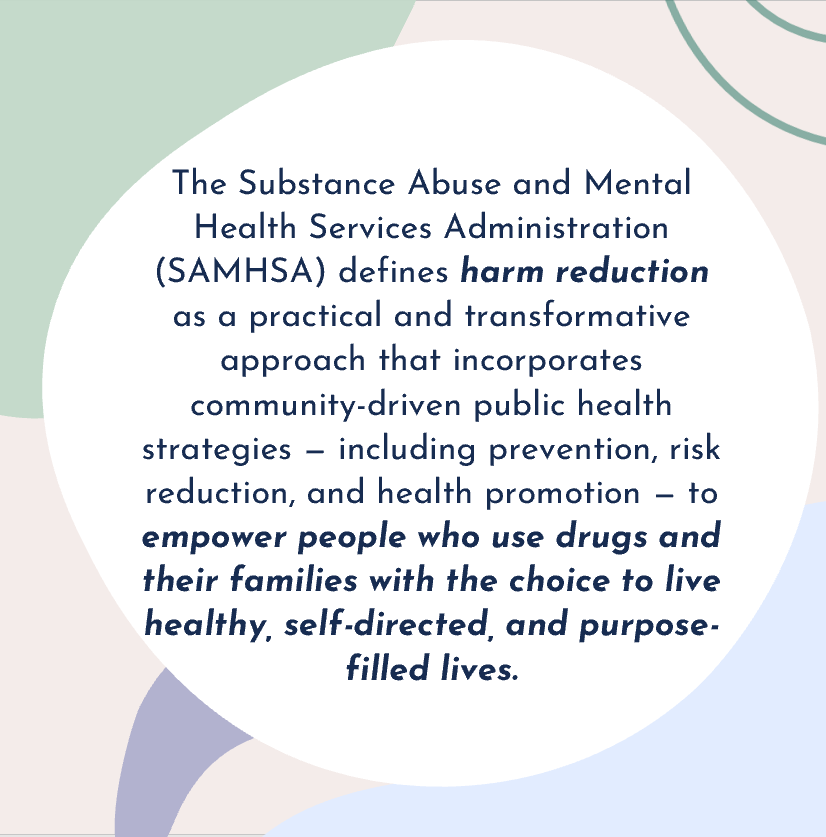 The Substance Abuse and Mental
Health Services Administration
(SAMHSA) defines harm reduction
as a practical and transformative
approach that incorporates
community-driven public health
strategies – including prevention, risk
reduction, and health promotion – to
empower people who use drugs and
their families with the choice to live
healthy, self-directed, and purpose-
filled lives.